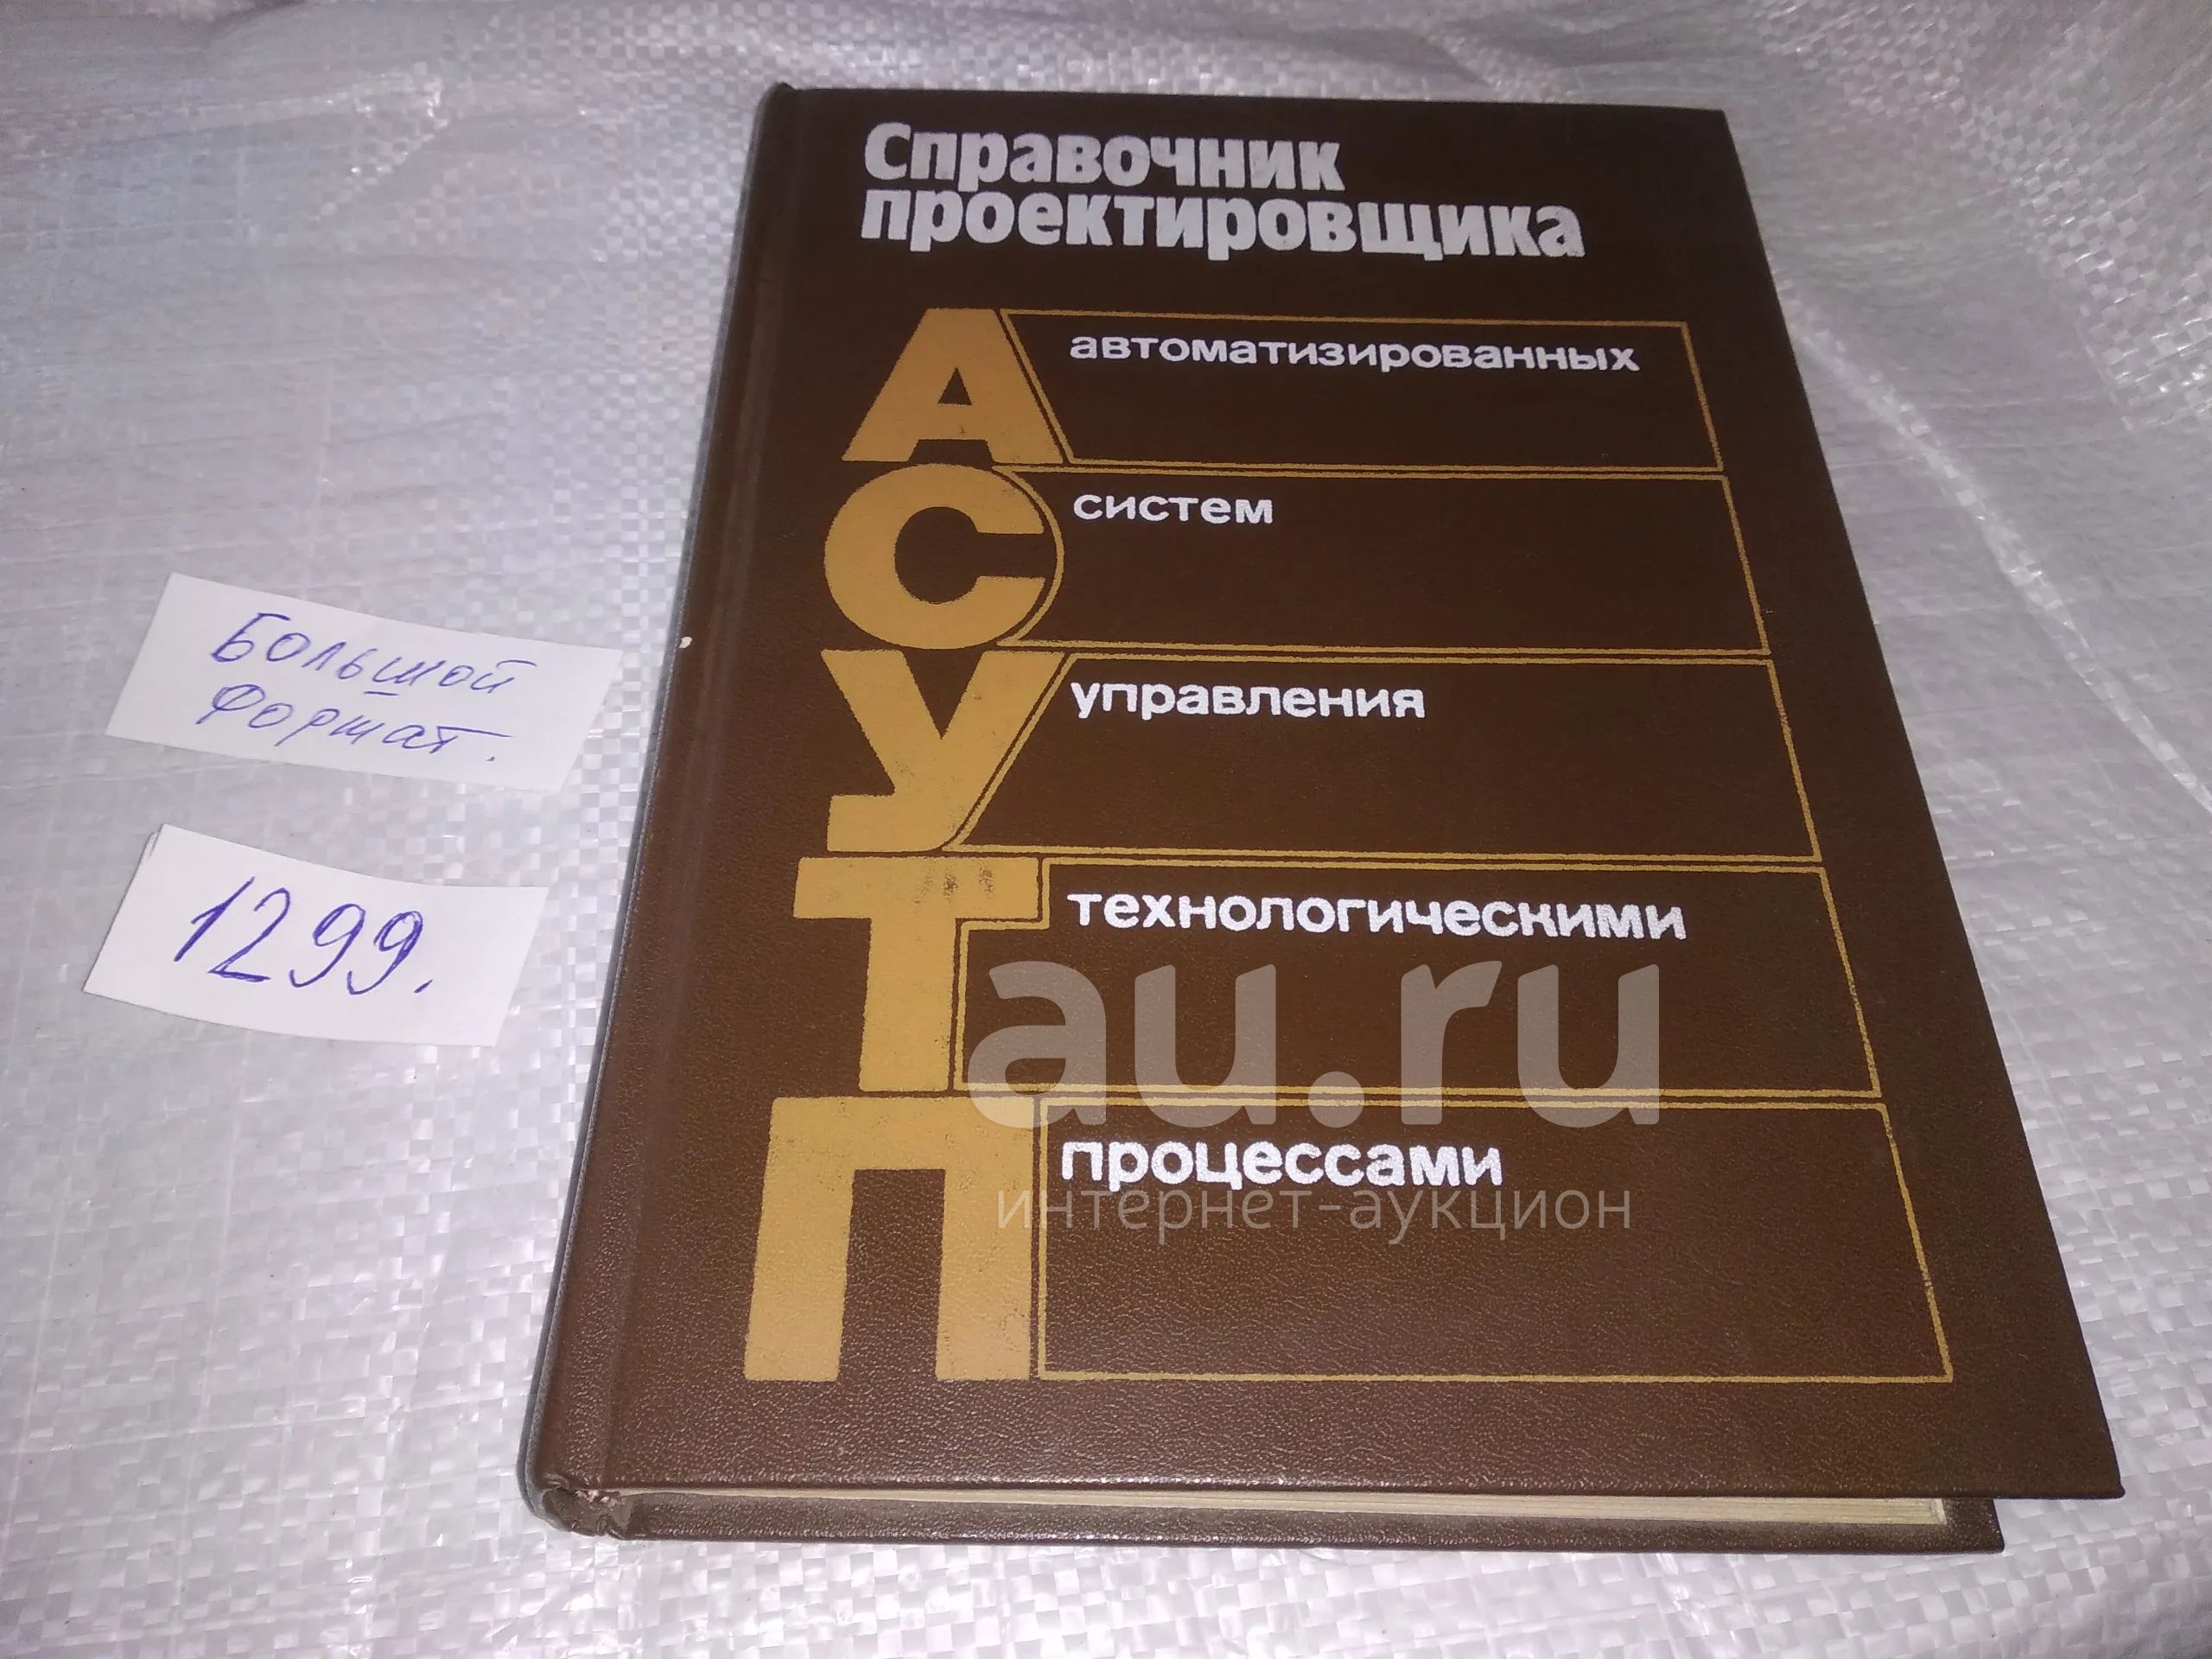 Справочник
проектировщика
А автоматизированных
С систем
У управления
Т технологическими
П процессами
au.ru
интернет-аукцион
Большой
Формат.
1299.